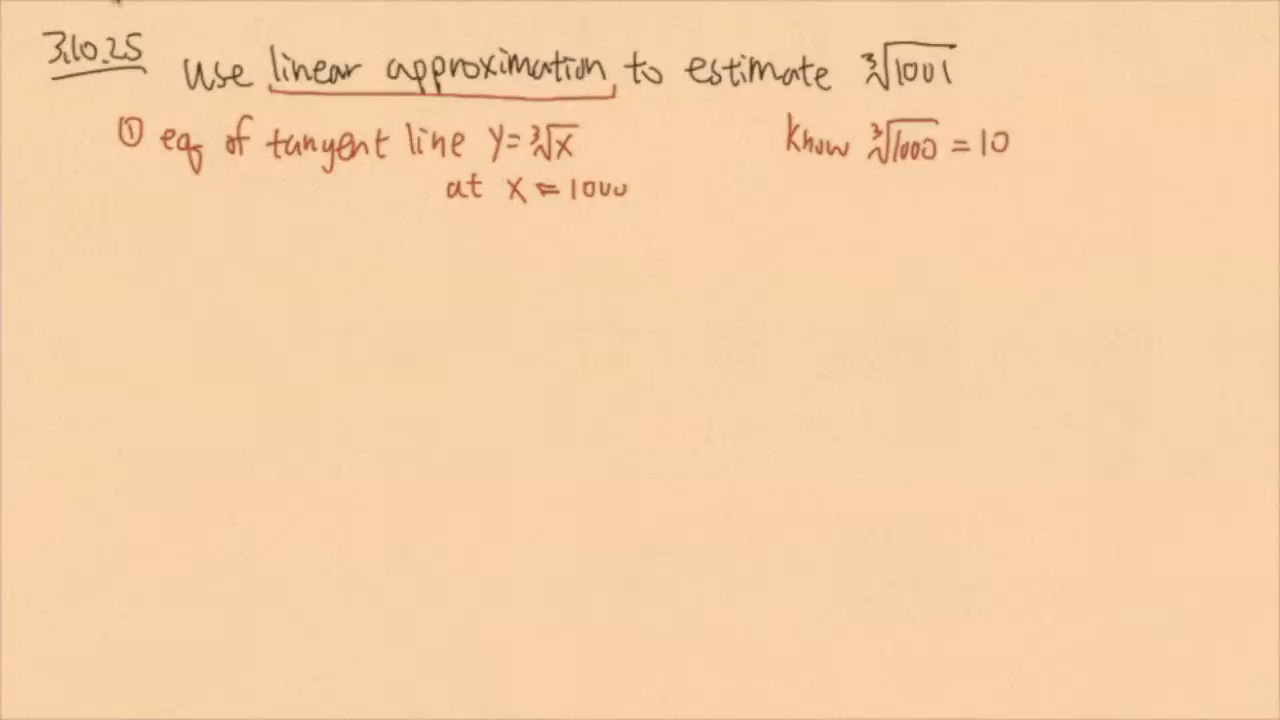 3.10.25 Use linear approximation to estimate ∛1001
① eq of tangent line y=∛x
at x=1000
Know ∛1000 = 10